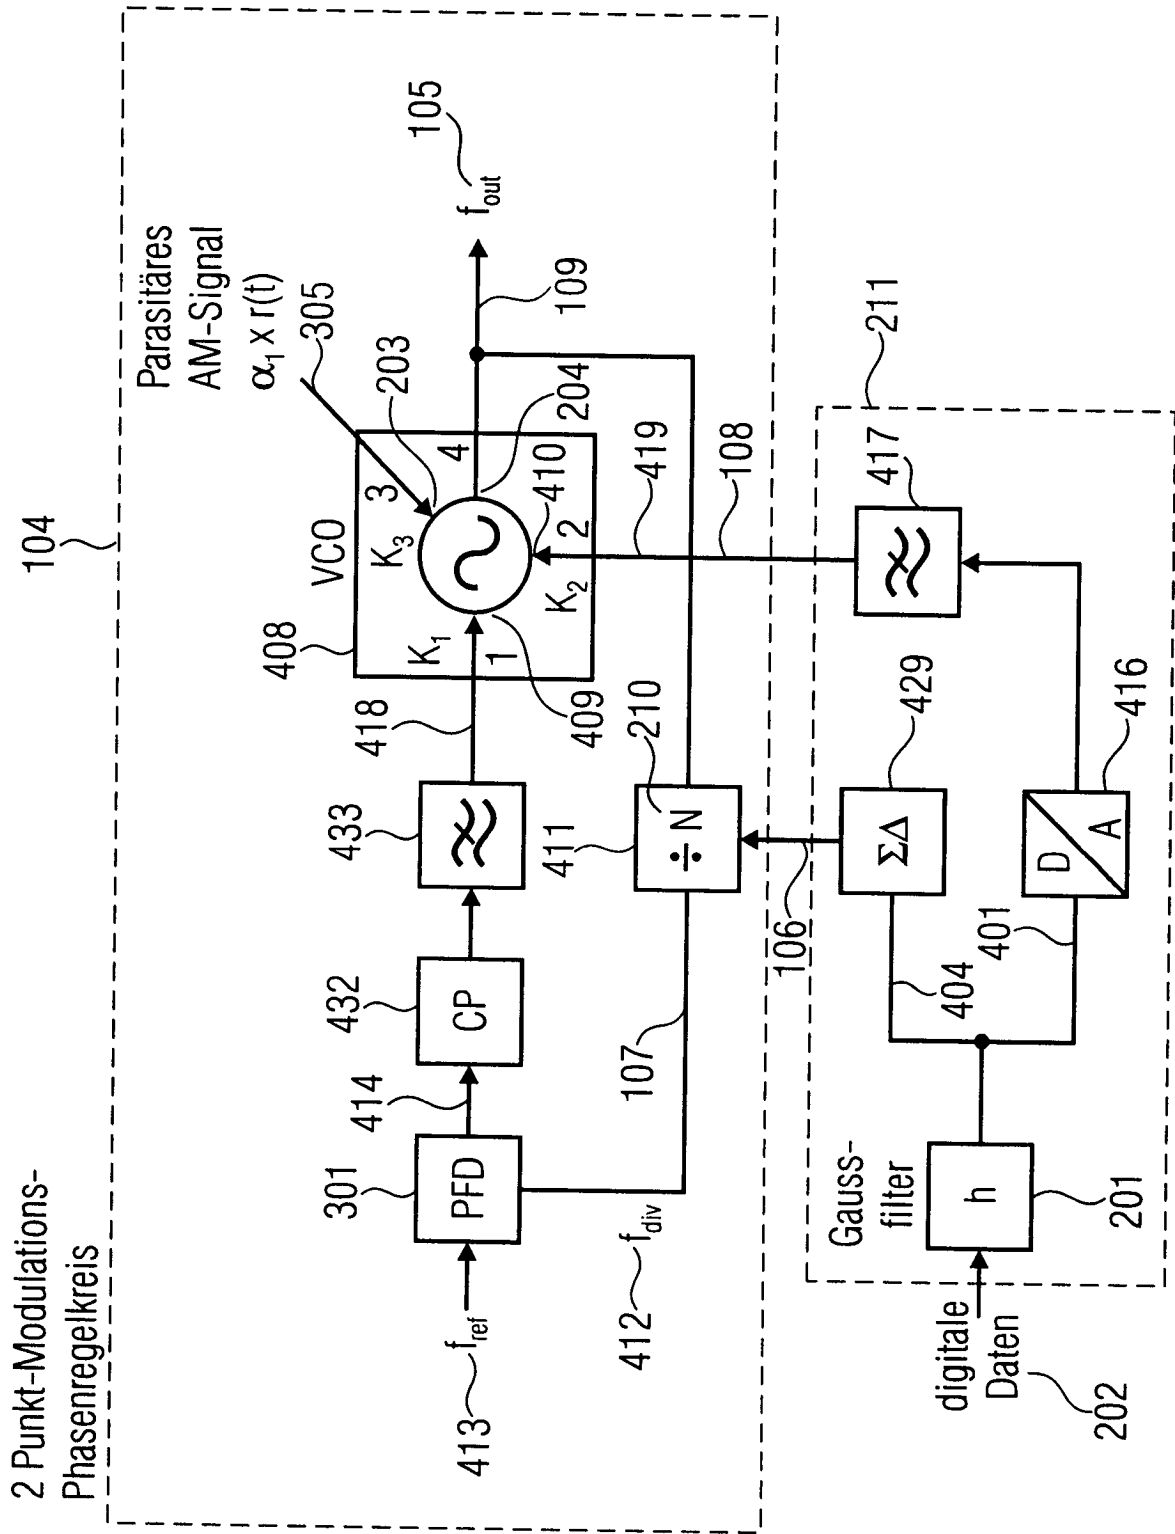 2 Punkt-Modulations-
Phasenregelkreis
104
Parasitäres
AM-Signal
α₁ x r(t)
305
VCO
408
K₃
3
203
K₁
1
4
204
410
2
K₂
409
418
105
f_out
109
413
f_ref
301
PFD
414
432
CP
433
411
210
÷ N
107
412
f_div
106
419
108
211
417
429
ΣΔ
416
D
A
404
401
Gauss-
filter
h
201
digitale
Daten
202